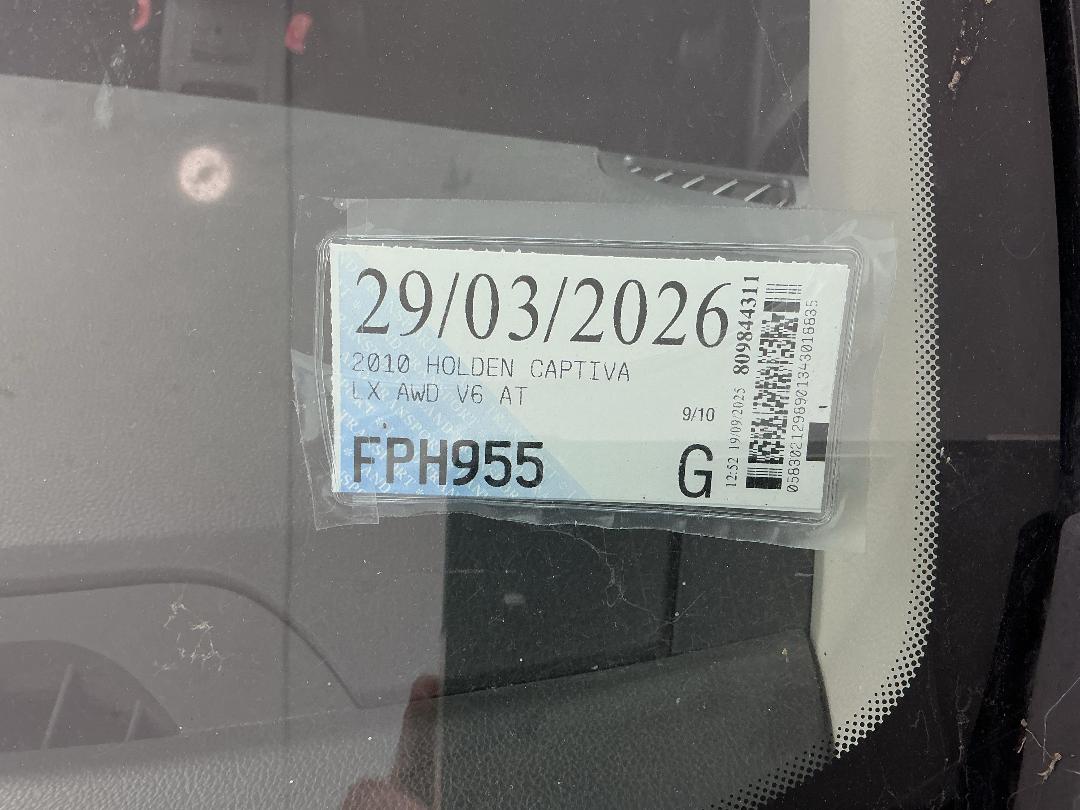 29/03/2026
2010 HOLDEN CAPTIVA
LX AWD V6 AT
9/10
FPH955
G
12:52 19/09/2025 809844311